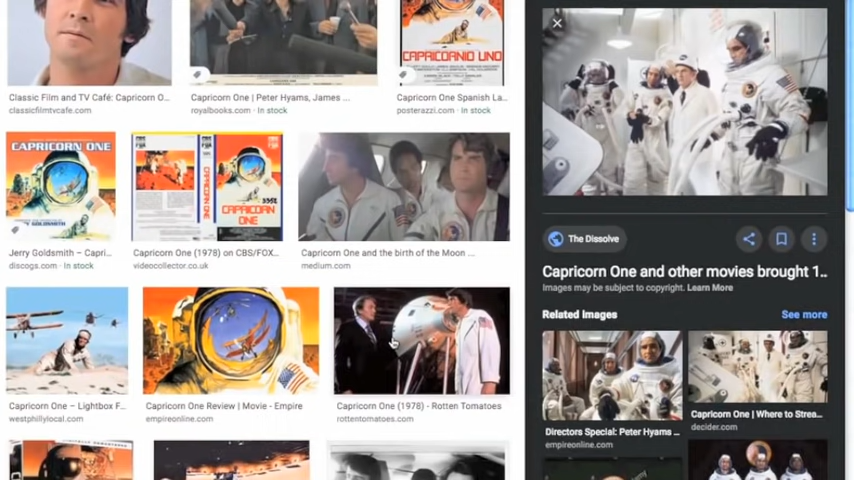 CAPRICORNIO UNO
Classic Film and TV Café: Capricorn O...
classicfilmtvcafe.com
Capricorn One | Peter Hyams, James ...
royalbooks.com · In stock
Capricorn One Spanish La...
posterazzi.com · In stock
CAPRICORN ONE
GOLDSMITH
CAPRICORN ONE
CAPRICORN
ONE
Jerry Goldsmith – Capri...
discogs.com · In stock
Capricorn One (1978) on CBS/FOX...
videocollector.co.uk
Capricorn One and the birth of the Moon ...
medium.com
Capricorn One – Lightbox F...
westphillylocal.com
Capricorn One Review | Movie - Empire
empireonline.com
Capricorn One (1978) - Rotten Tomatoes
rottentomatoes.com
The Dissolve
Capricorn One and other movies brought 1...
Images may be subject to copyright. Learn More
Related Images
See more
Directors Special: Peter Hyams ...
empireonline.com
Capricorn One | Where to Strea...
decider.com